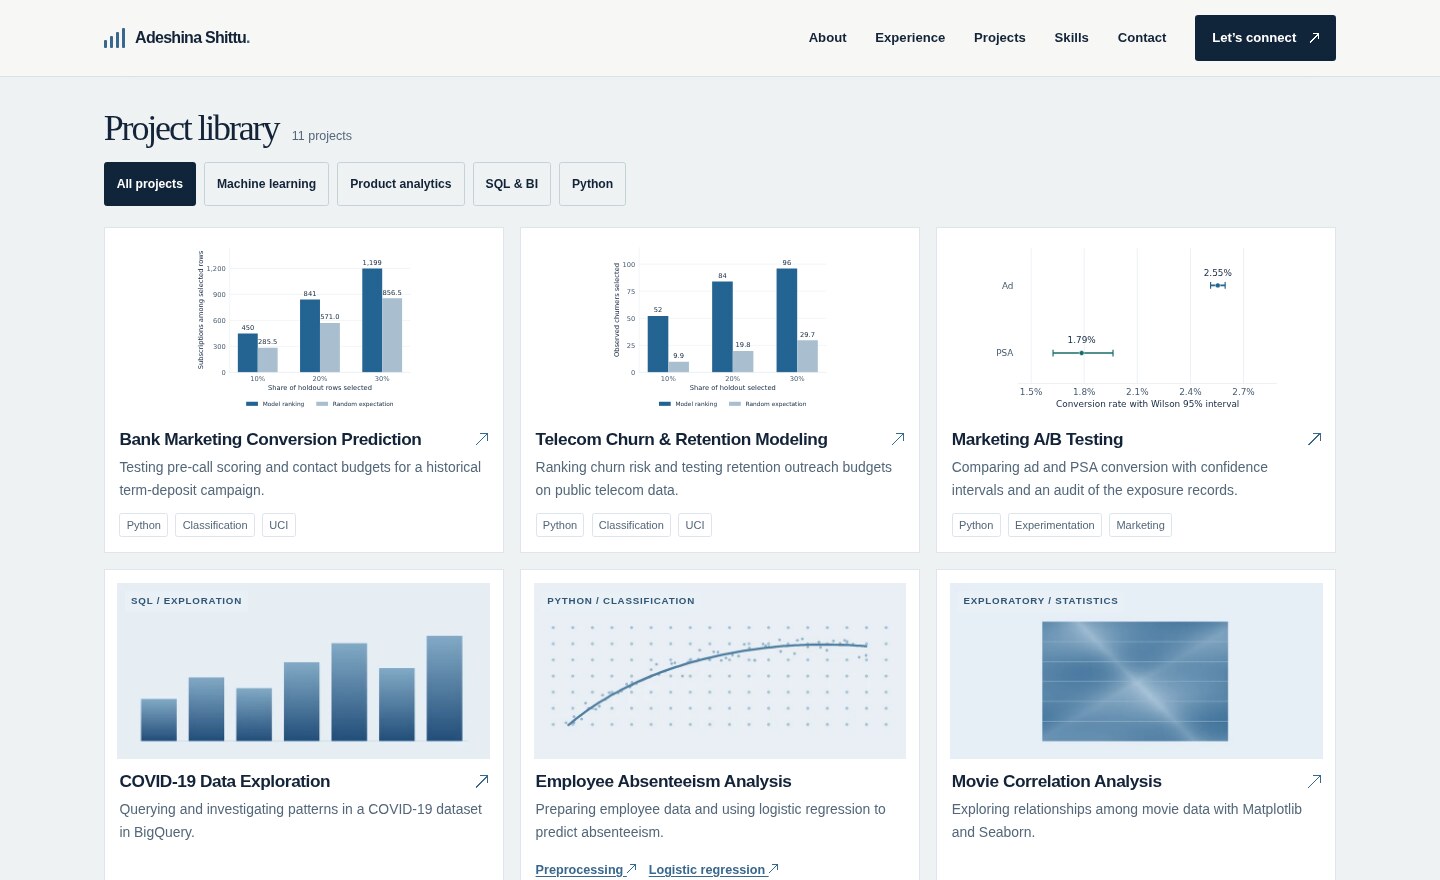 Adeshina Shittu.
About
Experience
Projects
Skills
Contact
Let’s connect
Project library
11 projects
All projects
Machine learning
Product analytics
SQL & BI
Python
Subscriptions among selected rows
1,200
900
600
300
0
450
285.5
841
571.0
1,199
856.5
10%
20%
30%
Share of holdout rows selected
Model ranking
Random expectation
Bank Marketing Conversion Prediction
Testing pre-call scoring and contact budgets for a historical
term-deposit campaign.
Python
Classification
UCI
Observed churners selected
100
75
50
25
0
52
9.9
84
19.8
96
29.7
10%
20%
30%
Share of holdout selected
Model ranking
Random expectation
Telecom Churn & Retention Modeling
Ranking churn risk and testing retention outreach budgets
on public telecom data.
Python
Classification
UCI
Ad
2.55%
PSA
1.79%
1.5%
1.8%
2.1%
2.4%
2.7%
Conversion rate with Wilson 95% interval
Marketing A/B Testing
Comparing ad and PSA conversion with confidence
intervals and an audit of the exposure records.
Python
Experimentation
Marketing
SQL / EXPLORATION
COVID-19 Data Exploration
Querying and investigating patterns in a COVID-19 dataset
in BigQuery.
PYTHON / CLASSIFICATION
Employee Absenteeism Analysis
Preparing employee data and using logistic regression to
predict absenteeism.
Preprocessing
Logistic regression
EXPLORATORY / STATISTICS
Movie Correlation Analysis
Exploring relationships among movie data with Matplotlib
and Seaborn.